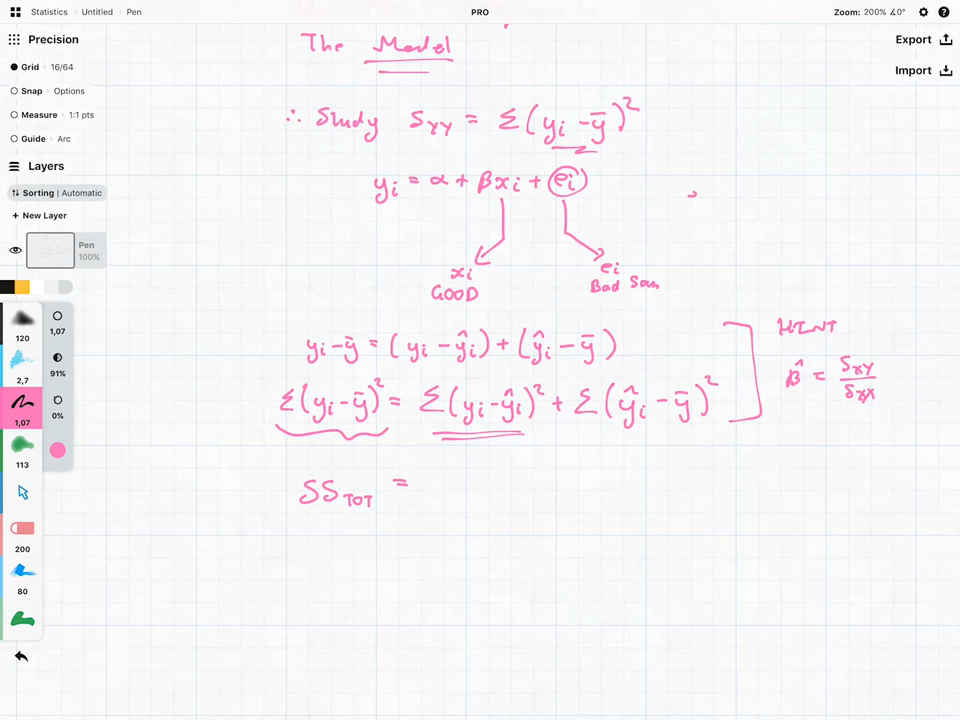 Statistics › Untitled › Pen
PRO
Zoom: 200% ∠0°
Precision
Export
Import
Grid 16/64
Snap Options
Measure 1:1 pts
Guide Arc
Layers
Sorting | Automatic
+ New Layer
Pen
100%
1,07
120
91%
2,7
0%
1,07
113
200
80
The Model
∴ Study SYY = Σ(yi - ȳ)²
yi = α + βxi + ei
xi
GOOD
ei
Bad
yi - ȳ = (yi - ŷi) + (ŷi - ȳ)
Σ(yi - ȳ)² = Σ(yi - ŷi)² + Σ(ŷi - ȳ)²
HINT
β̂ = SXY / SXX
SSTOT =